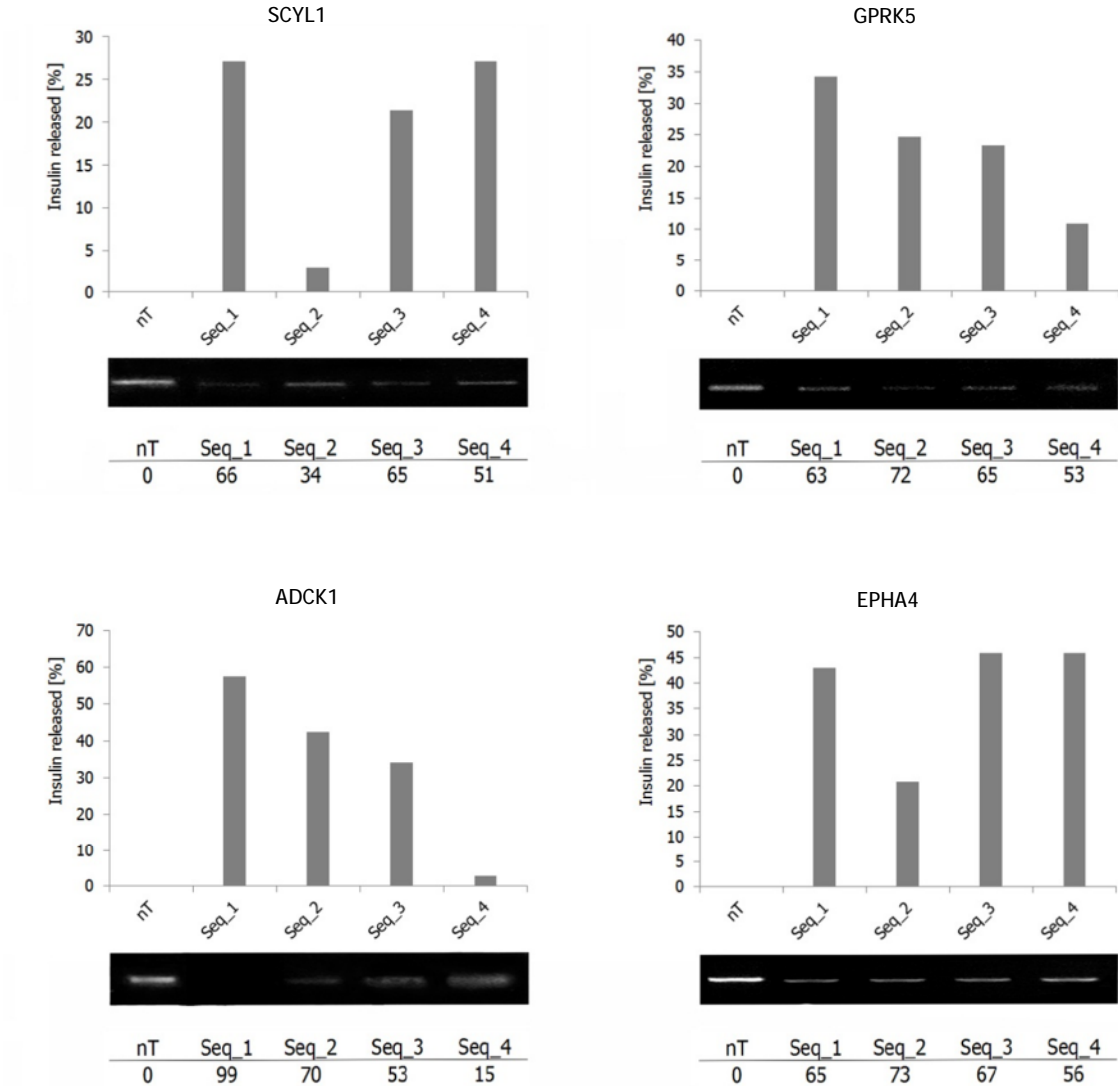 SCYL1
Insulin released [%]
30
25
20
15
10
5
0
nT Seq_1 Seq_2 Seq_3 Seq_4
nT Seq_1 Seq_2 Seq_3 Seq_4
0 66 34 65 51
GPRK5
Insulin released [%]
40
35
30
25
20
15
10
5
0
nT Seq_1 Seq_2 Seq_3 Seq_4
nT Seq_1 Seq_2 Seq_3 Seq_4
0 63 72 65 53
ADCK1
Insulin released [%]
70
60
50
40
30
20
10
0
nT Seq_1 Seq_2 Seq_3 Seq_4
nT Seq_1 Seq_2 Seq_3 Seq_4
0 99 70 53 15
EPHA4
Insulin released [%]
50
45
40
35
30
25
20
15
10
5
0
nT Seq_1 Seq_2 Seq_3 Seq_4
nT Seq_1 Seq_2 Seq_3 Seq_4
0 65 73 67 56